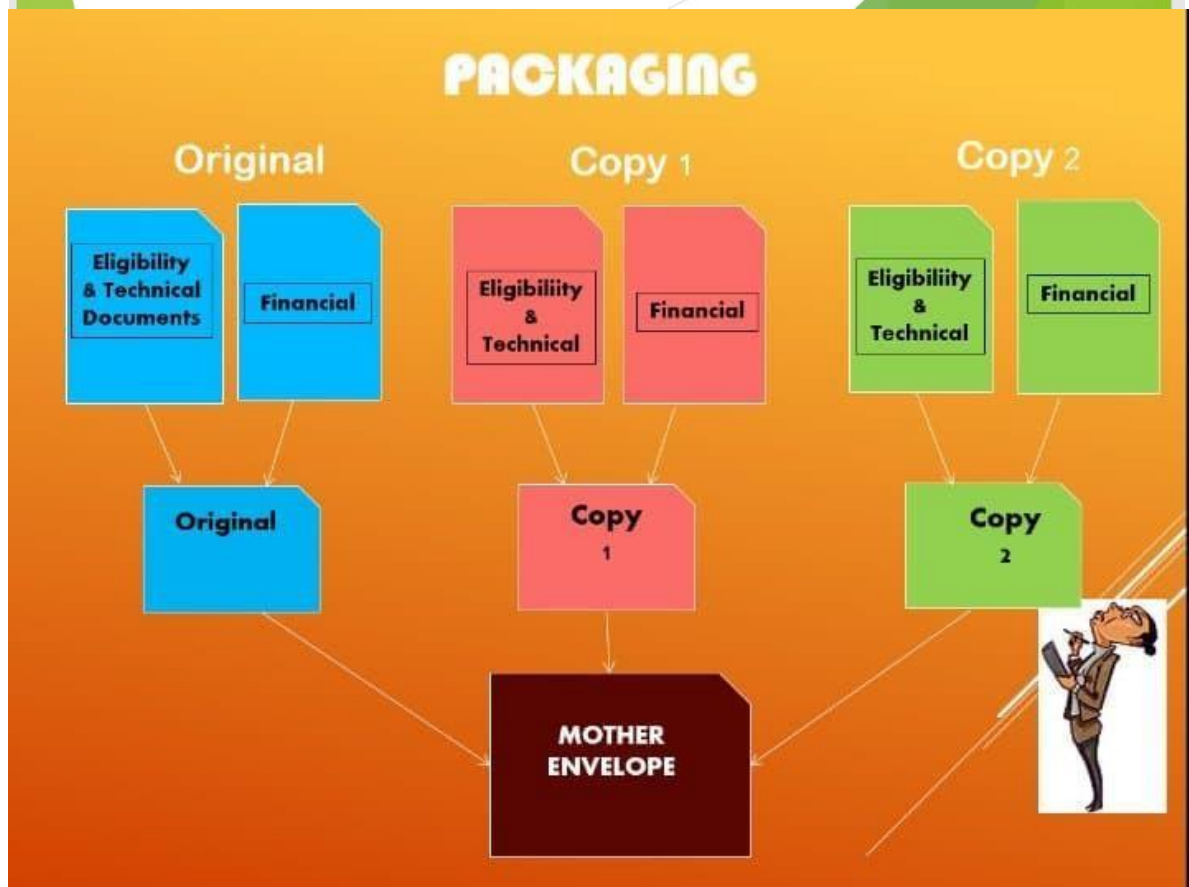 PACKAGING
Original
Copy 1
Copy 2
Eligibility
& Technical
Documents
Financial
Eligibiliity
&
Technical
Financial
Eligibiliity
&
Technical
Financial
Original
Copy
1
Copy
2
MOTHER
ENVELOPE